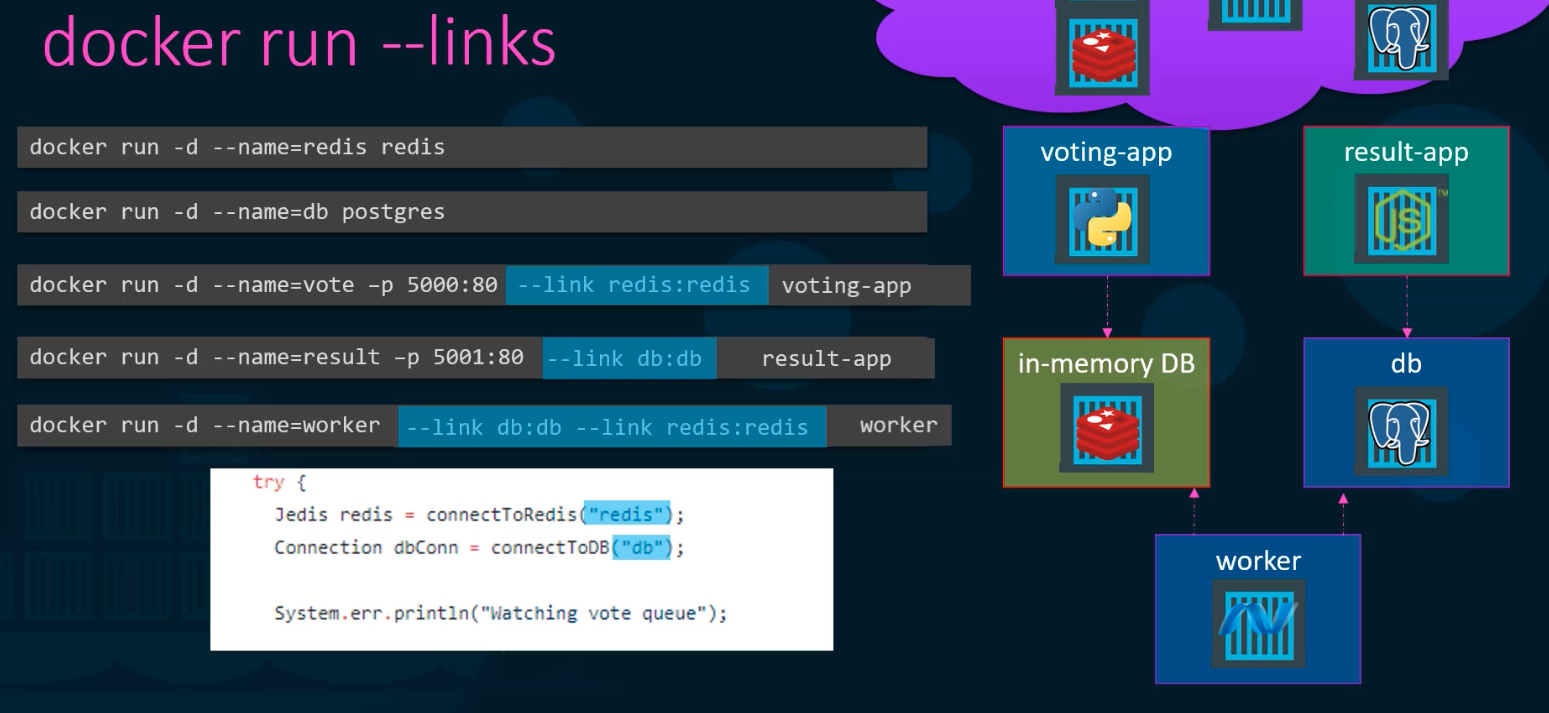 docker run --links
docker run -d --name=redis redis
docker run -d --name=db postgres
docker run -d --name=vote –p 5000:80 --link redis:redis voting-app
docker run -d --name=result –p 5001:80 --link db:db result-app
docker run -d --name=worker --link db:db --link redis:redis worker
try {
Jedis redis = connectToRedis("redis");
Connection dbConn = connectToDB("db");
System.err.println("Watching vote queue");
voting-app
result-app
JS
TM
in-memory DB
db
worker